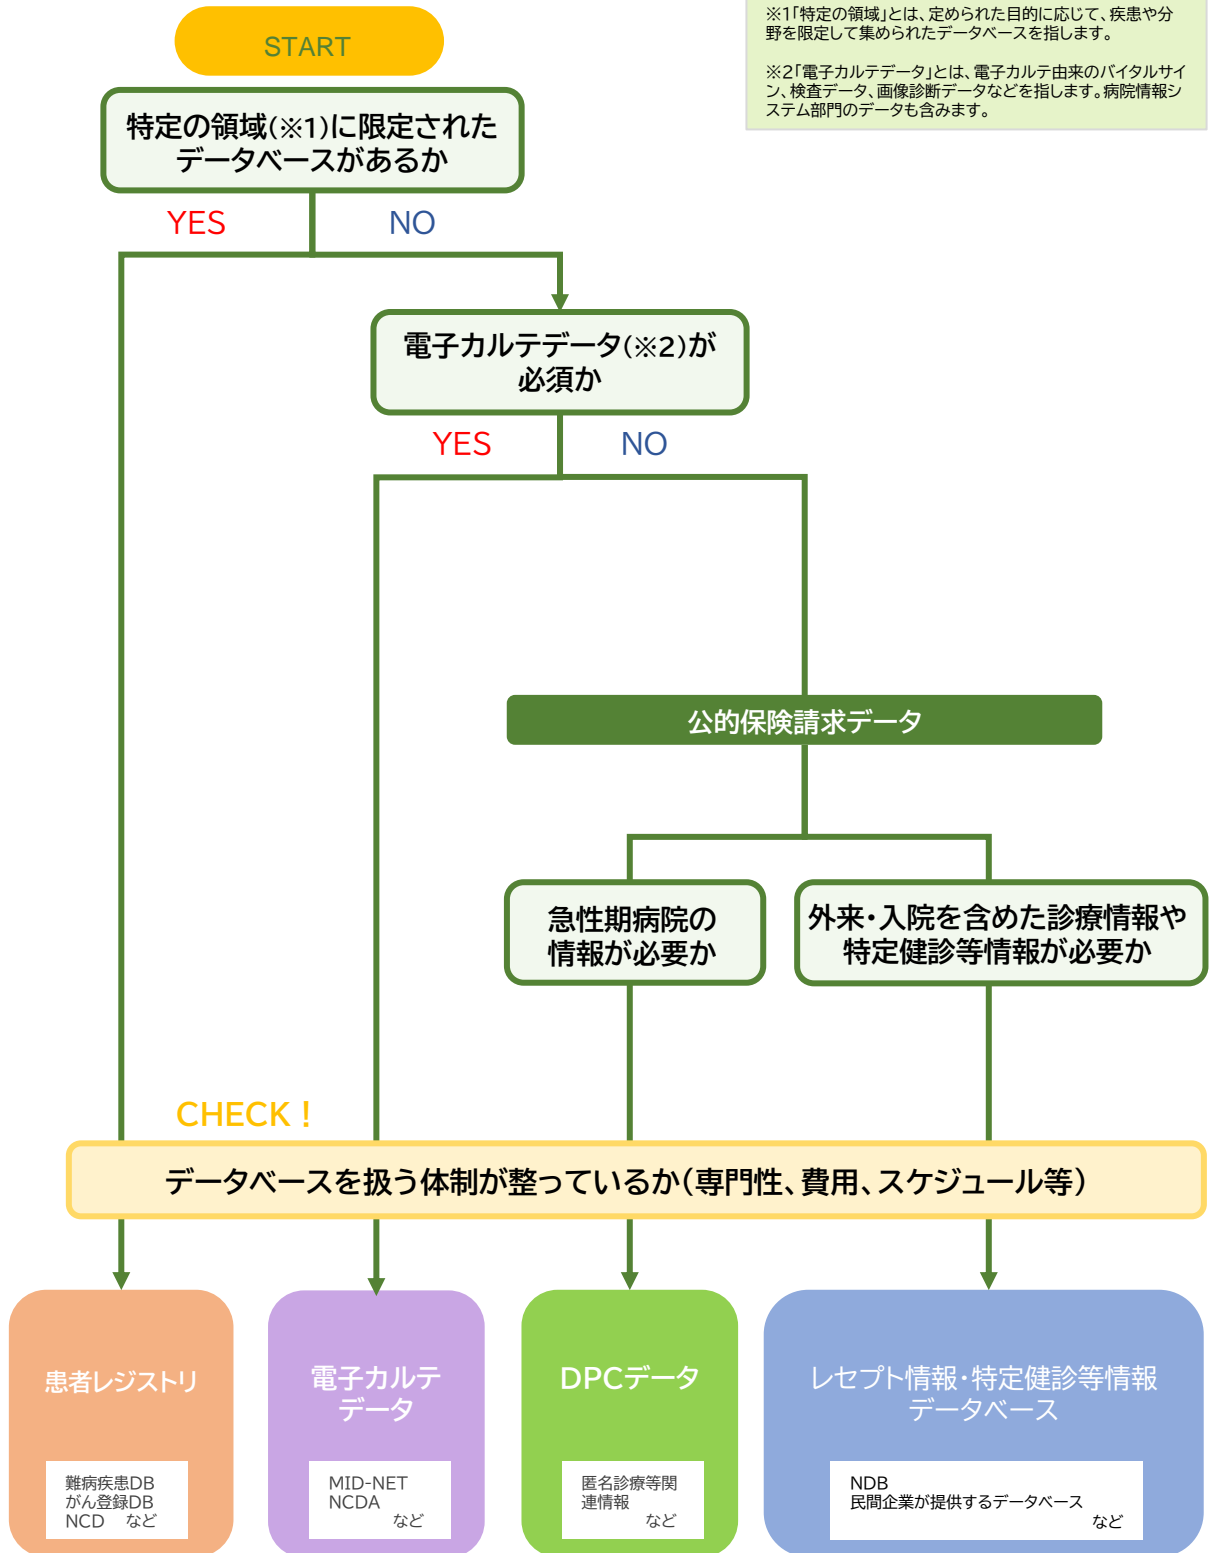 ※1「特定の領域」とは、定められた目的に応じて、疾患や分
野を限定して集められたデータベースを指します。
※2「電子カルテデータ」とは、電子カルテ由来のバイタルサイ
ン、検査データ、画像診断データなどを指します。病院情報シ
ステム部門のデータも含みます。
START
特定の領域(※1)に限定された
データベースがあるか
YES
NO
電子カルテデータ(※2)が
必須か
YES
NO
公的保険請求データ
急性期病院の
情報が必要か
外来・入院を含めた診療情報や
特定健診等情報が必要か
CHECK！
データベースを扱う体制が整っているか(専門性、費用、スケジュール等)
患者レジストリ
難病疾患DB
がん登録DB
NCD など
電子カルテ
データ
MID-NET
NCDA
など
DPCデータ
匿名診療等関
連情報
など
レセプト情報・特定健診等情報
データベース
NDB
民間企業が提供するデータベース
など